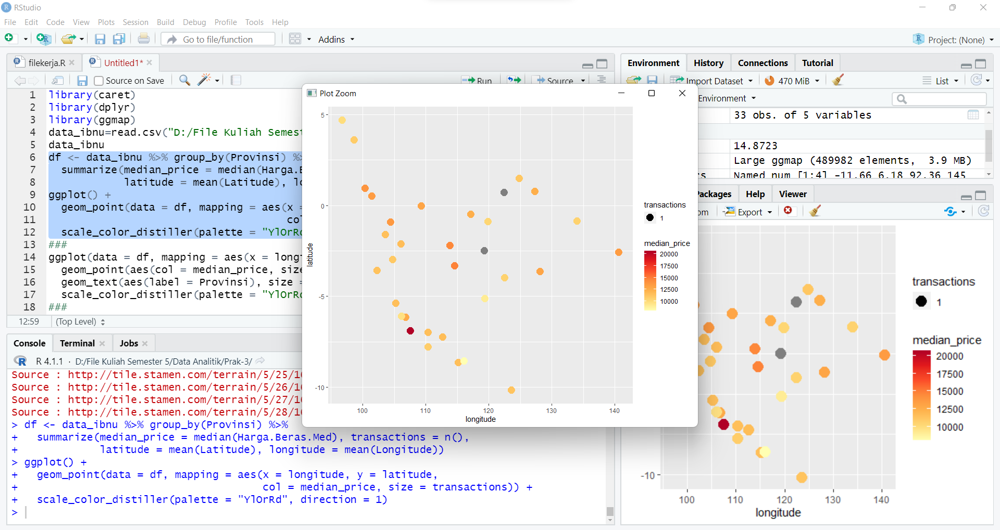 RStudio
File Edit Code View Plots Session Build Debug Profile Tools Help
Go to file/function Addins Project: (None)
filekerja.R Untitled1*
Source on Save Run Source
1 library(caret)
2 library(dplyr)
3 library(ggmap)
4 data_ibnu=read.csv("D:/File Kuliah Semest
5 data_ibnu
6 df <- data_ibnu %>% group_by(Provinsi) %>
7 summarize(median_price = median(Harga.B
8 latitude = mean(Latitude), lo
9 ggplot() +
10 geom_point(data = df, mapping = aes(x =
11 co
12 scale_color_distiller(palette = "YlOrRd
13 ###
14 ggplot(data = df, mapping = aes(x = long
15 geom_point(aes(col = median_price, size
16 geom_text(aes(label = Provinsi), size =
17 scale_color_distiller(palette = "YlOrRd
18 ###
12:59 (Top Level)
Console Terminal Jobs
R 4.1.1 · D:/File Kuliah Semester 5/Data Analitik/Prak-3/
Source : http://tile.stamen.com/terrain/5/25/1
Source : http://tile.stamen.com/terrain/5/26/1
Source : http://tile.stamen.com/terrain/5/27/1
Source : http://tile.stamen.com/terrain/5/28/1
> df <- data_ibnu %>% group_by(Provinsi) %>%
+ summarize(median_price = median(Harga.Beras.Med), transactions = n(),
+ latitude = mean(Latitude), longitude = mean(Longitude))
> ggplot() +
+ geom_point(data = df, mapping = aes(x = longitude, y = latitude,
+ col = median_price, size = transactions)) +
+ scale_color_distiller(palette = "YlOrRd", direction = 1)
>
Plot Zoom
5
0
-5
-10
latitude
100 110 120 130 140
longitude
transactions
1
median_price
20000
17500
15000
12500
10000
Environment History Connections Tutorial
Import Dataset 470 MiB List
Environment
33 obs. of 5 variables
14.8723
Large ggmap (489982 elements, 3.9 MB)
s Named num [1:4] -11.66 6.18 92.36 145
Packages Help Viewer
om Export
-10
100 110 120 130 140
longitude
transactions
1
median_price
20000
17500
15000
12500
10000